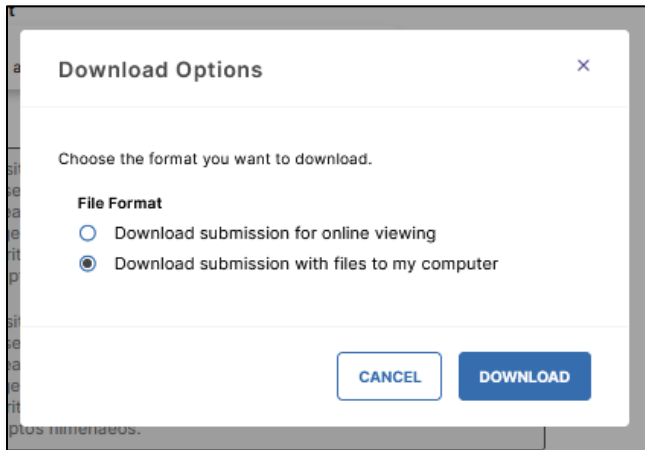 Download Options
×
Choose the format you want to download.
File Format
Download submission for online viewing
Download submission with files to my computer
CANCEL
DOWNLOAD